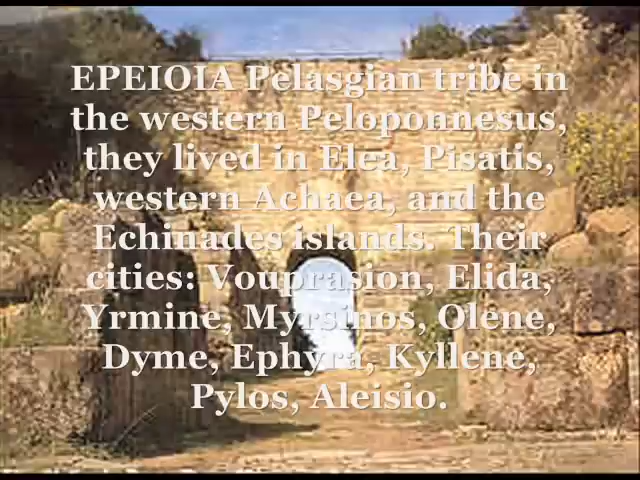 EPEIOIA Pelasgian tribe in
the western Peloponnesus,
they lived in Elea, Pisatis,
western Achaea, and the
Echinades islands. Their
cities: Vouprasion, Elida,
Yrmine, Myrsinos, Olene,
Dyme, Ephyra, Kyllene,
Pylos, Aleisio.